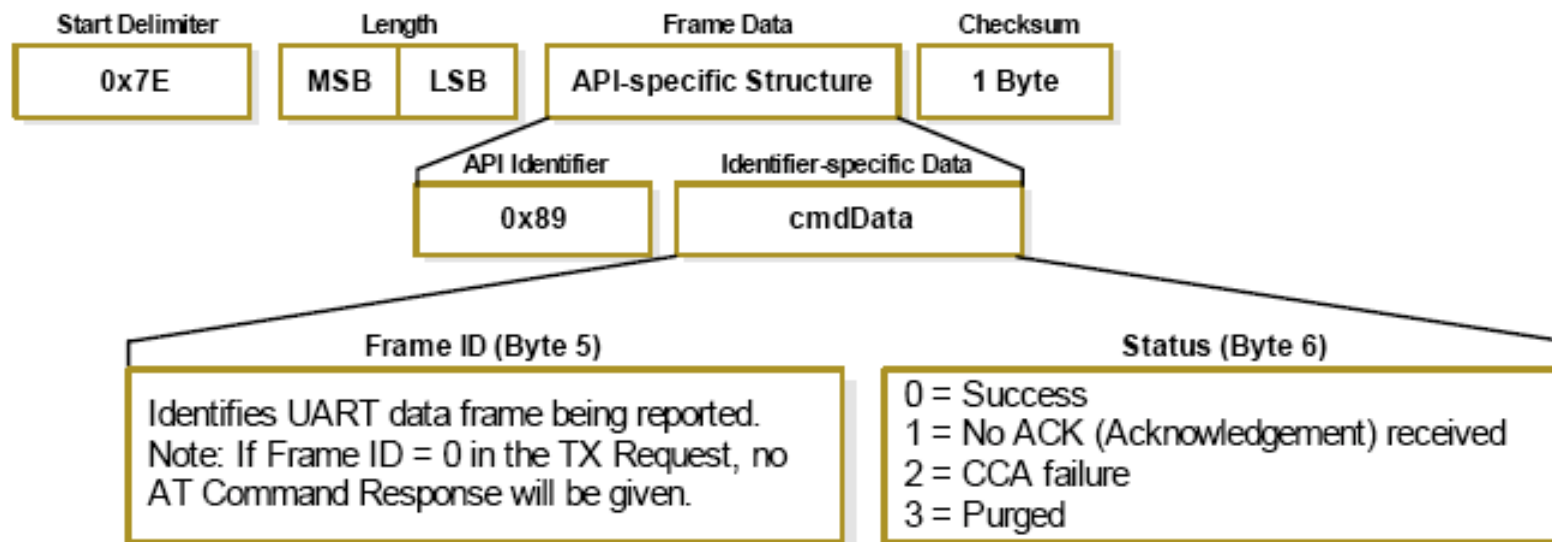 Start Delimiter Length Frame Data Checksum
0x7E MSB LSB API-specific Structure 1 Byte
API Identifier Identifier-specific Data
0x89 cmdData
Frame ID (Byte 5)
Identifies UART data frame being reported.
Note: If Frame ID = 0 in the TX Request, no
AT Command Response will be given.
Status (Byte 6)
0 = Success
1 = No ACK (Acknowledgement) received
2 = CCA failure
3 = Purged